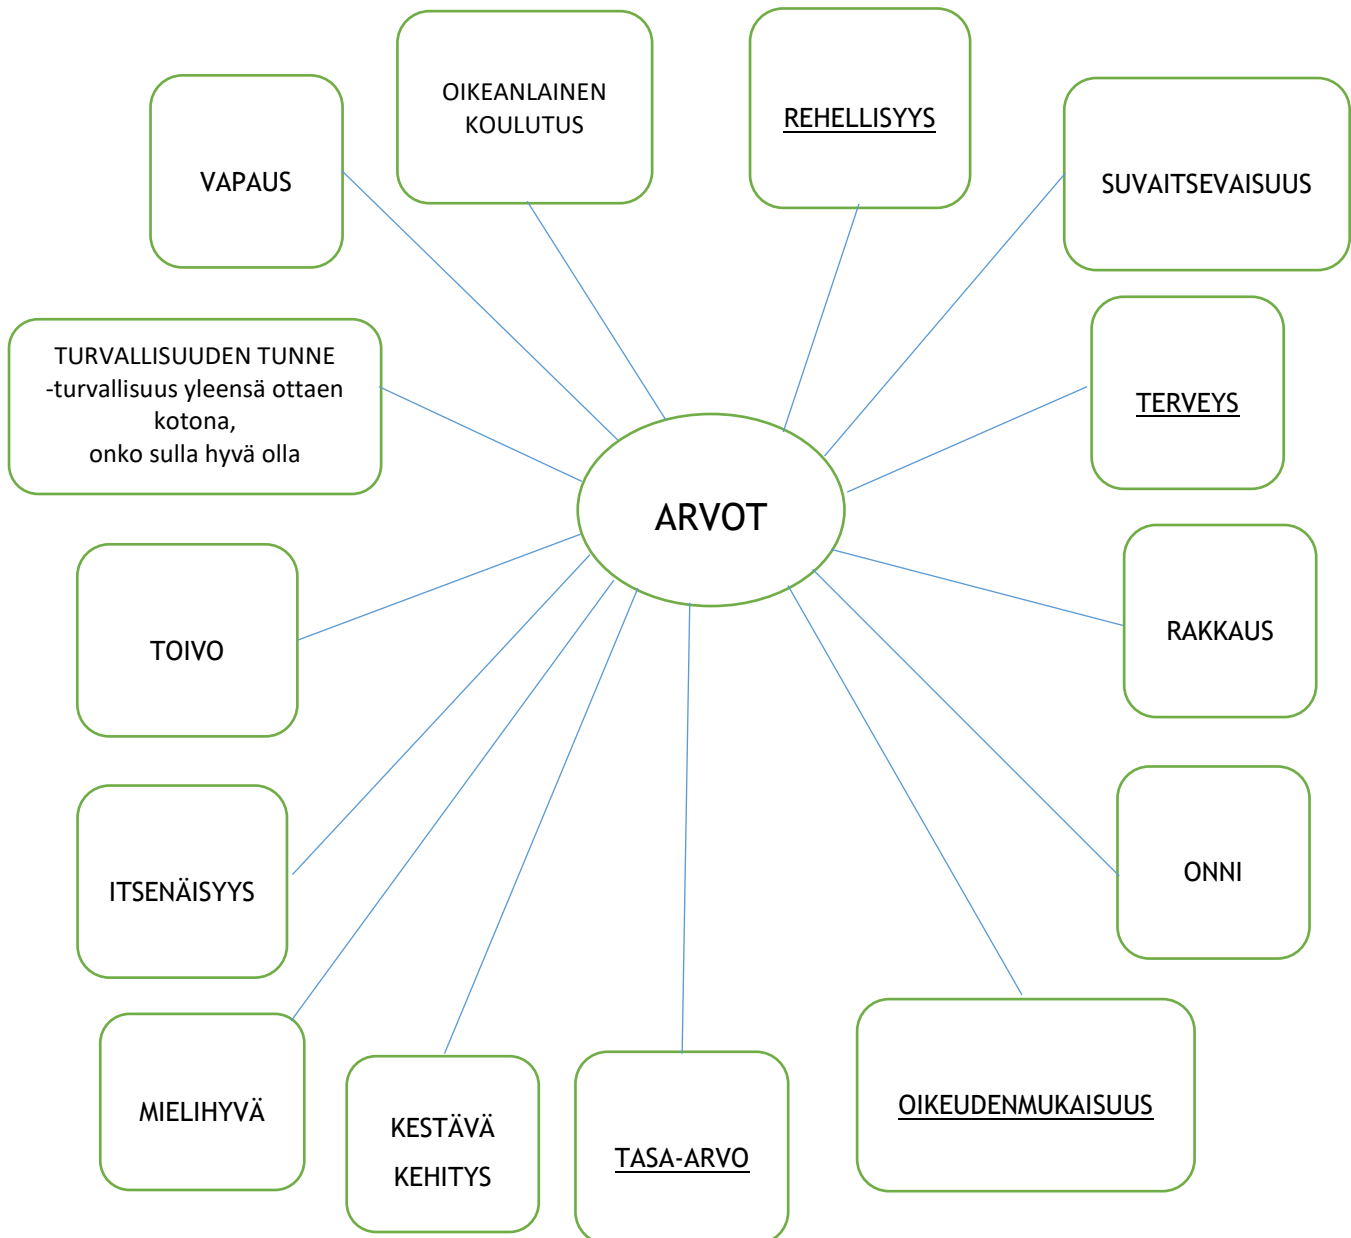 OIKEANLAINEN
KOULUTUS
REHELLISYYS
VAPAUS
SUVAITSEVAISUUS
TURVALLISUUDEN TUNNE
-turvallisuus yleensä ottaen
kotona,
onko sulla hyvä olla
TERVEYS
ARVOT
TOIVO
RAKKAUS
ITSENÄISYYS
ONNI
MIELIHYVÄ
KESTÄVÄ
KEHITYS
TASA-ARVO
OIKEUDENMUKAISUUS